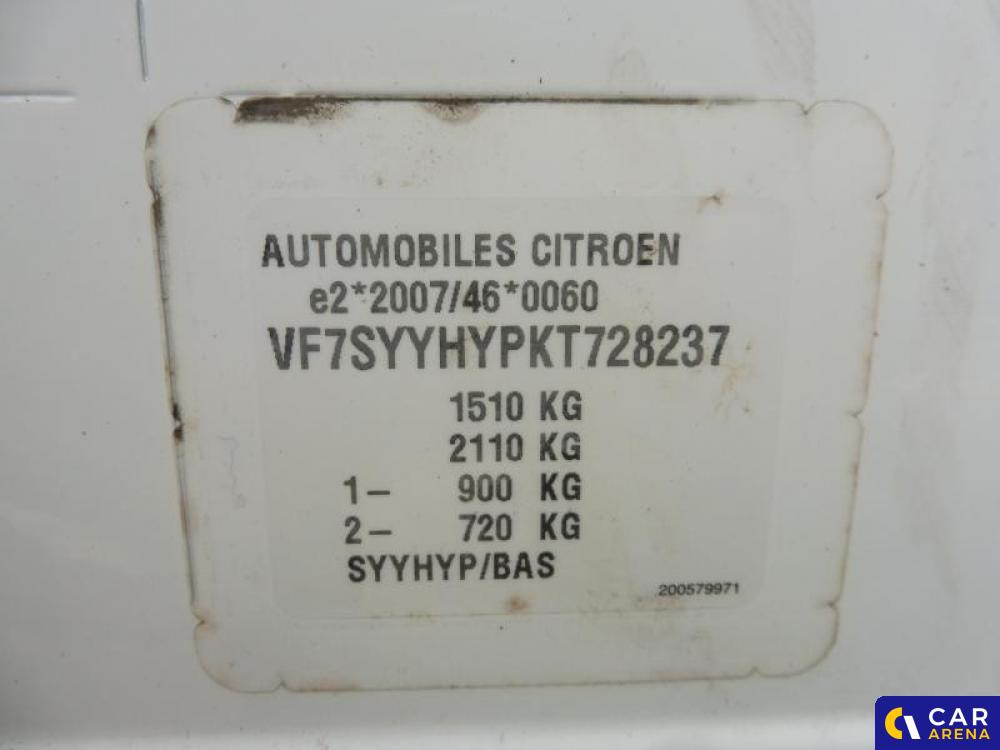 AUTOMOBILES CITROEN
e2*2007/46*0060
VF7SYYHYPKT728237
1510 KG
2110 KG
1– 900 KG
2– 720 KG
SYYHYP/BAS
200579971
CAR
ARENA